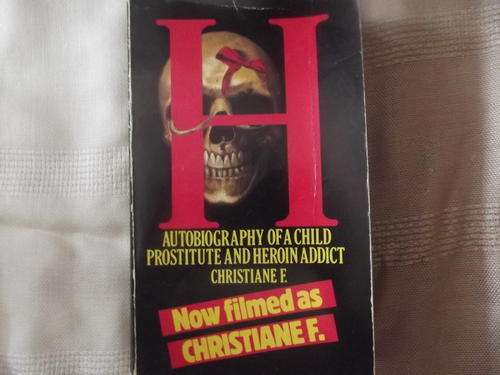 H
AUTOBIOGRAPHY OF A CHILD
PROSTITUTE AND HEROIN ADDICT
CHRISTIANE F.
Now filmed as
CHRISTIANE F.